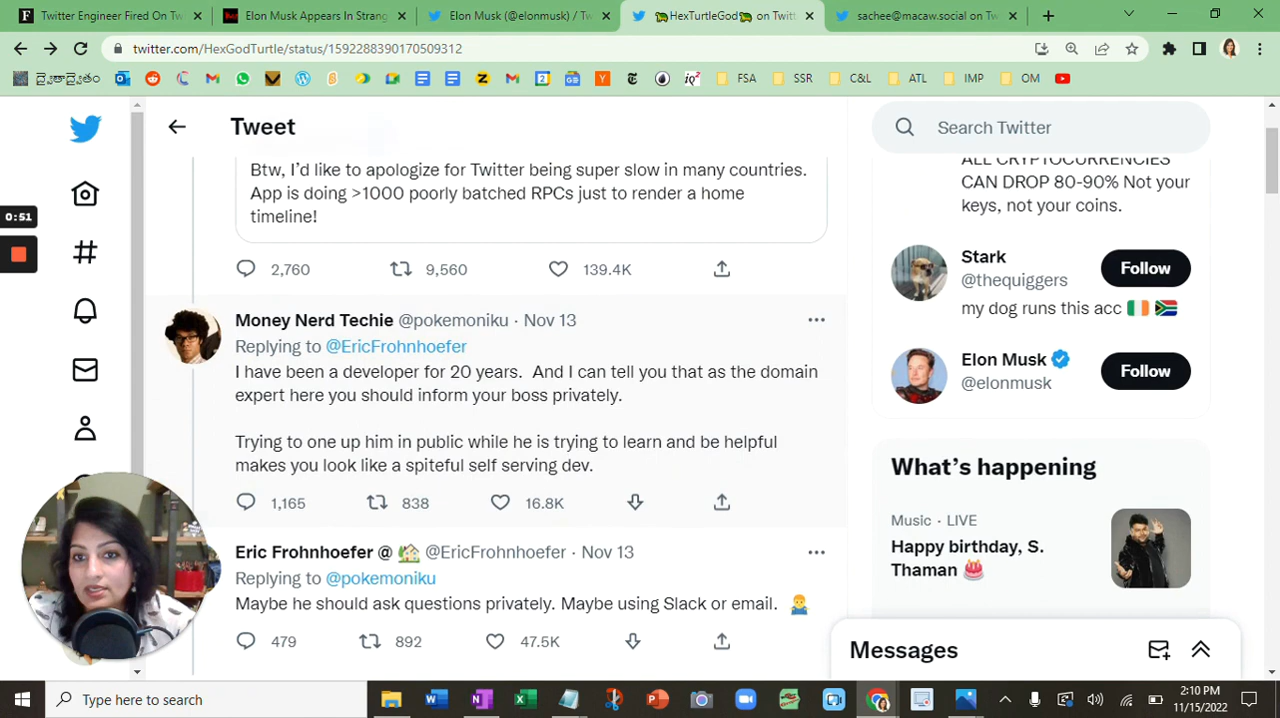 Twitter Engineer Fired On Tw
Elon Musk Appears In Strang
Elon Musk (@elonmusk) / Tw
🐢HexTurtleGod🐢 on Twitt
sachee@macaw.social on Tw
twitter.com/HexGodTurtle/status/1592288390170509312
FSA
SSR
C&L
ATL
IMP
OM
Tweet
Search Twitter
Btw, I'd like to apologize for Twitter being super slow in many countries.
App is doing >1000 poorly batched RPCs just to render a home
timeline!
2,760
9,560
139.4K
Money Nerd Techie @pokemoniku · Nov 13
Replying to @EricFrohnhoefer
I have been a developer for 20 years. And I can tell you that as the domain
expert here you should inform your boss privately.
Trying to one up him in public while he is trying to learn and be helpful
makes you look like a spiteful self serving dev.
1,165
838
16.8K
Eric Frohnhoefer @ 🏡 @EricFrohnhoefer · Nov 13
Replying to @pokemoniku
Maybe he should ask questions privately. Maybe using Slack or email. 🤷‍♂️
479
892
47.5K
ALL CRYPTOCURRENCIES
CAN DROP 80-90% Not your
keys, not your coins.
Stark
@thequiggers
Follow
my dog runs this acc 🇮🇪 🇿🇦
Elon Musk
@elonmusk
Follow
What's happening
Music · LIVE
Happy birthday, S.
Thaman 🎂
Messages
0:51
Type here to search
2:10 PM
11/15/2022